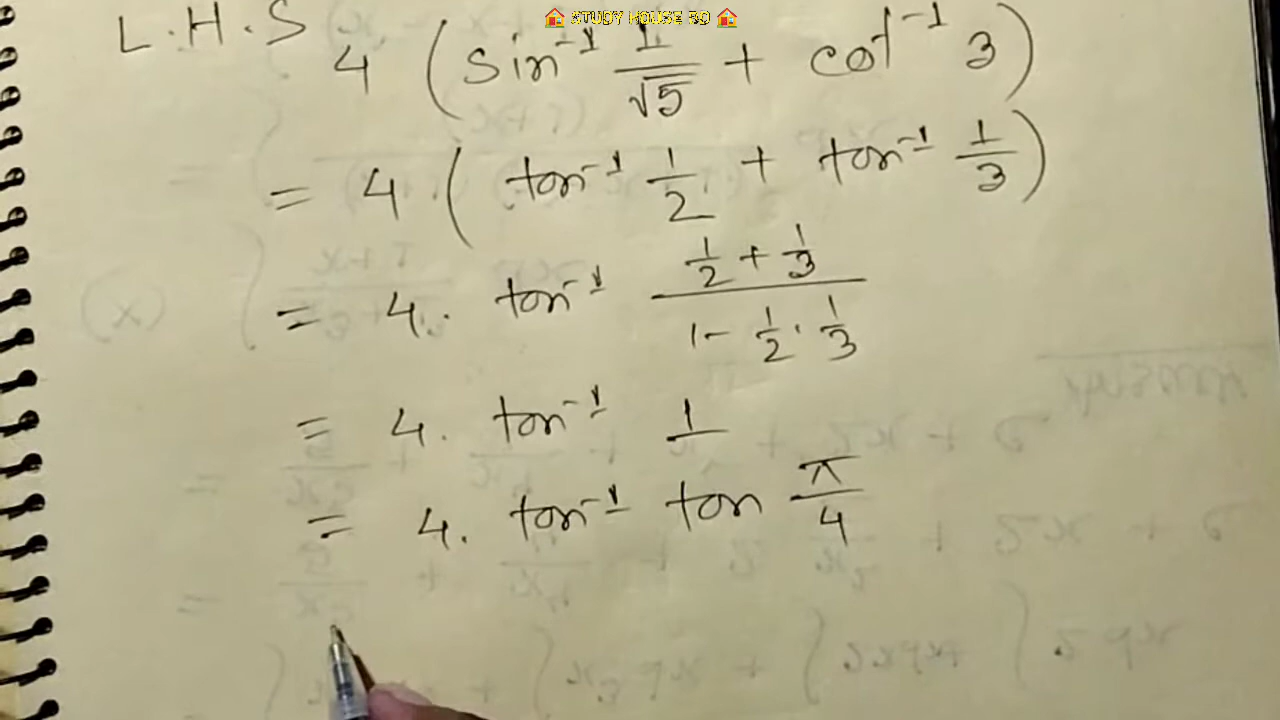 🏠 STUDY HOUSE BD 🏠
L.H.S 4 ( sin⁻¹ 1/√5 + cot⁻¹ 3 )
= 4 ( tan⁻¹ 1/2 + tan⁻¹ 1/3 )
= 4. tan⁻¹ (1/2 + 1/3)/(1 - 1/2 . 1/3)
= 4. tan⁻¹ 1
= 4. tan⁻¹ tan π/4